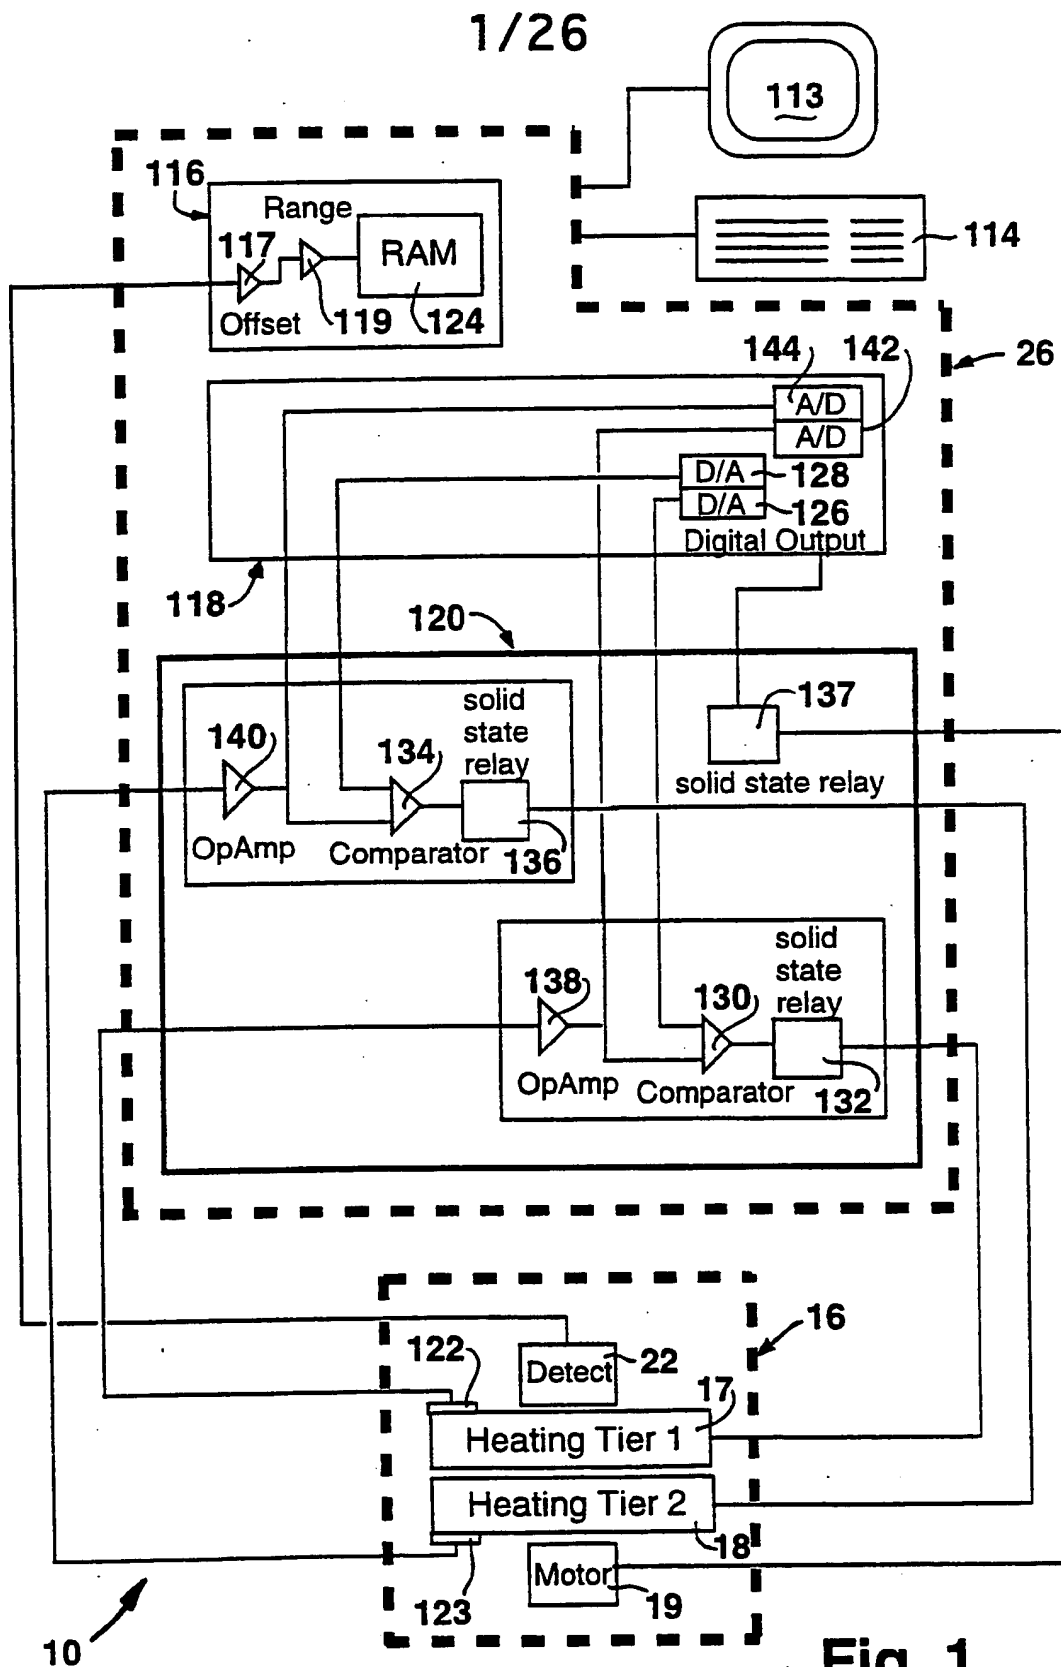 1/26
113
116
Range
117
RAM
114
Offset
119
124
144
142
26
A/D
A/D
D/A
128
D/A
126
Digital Output
118
120
solid
state
relay
137
140
134
solid state relay
OpAmp
Comparator
136
solid
state
relay
138
130
OpAmp
Comparator
132
16
122
Detect
22
17
Heating Tier 1
Heating Tier 2
18
Motor
123
19
10
Fig. 1